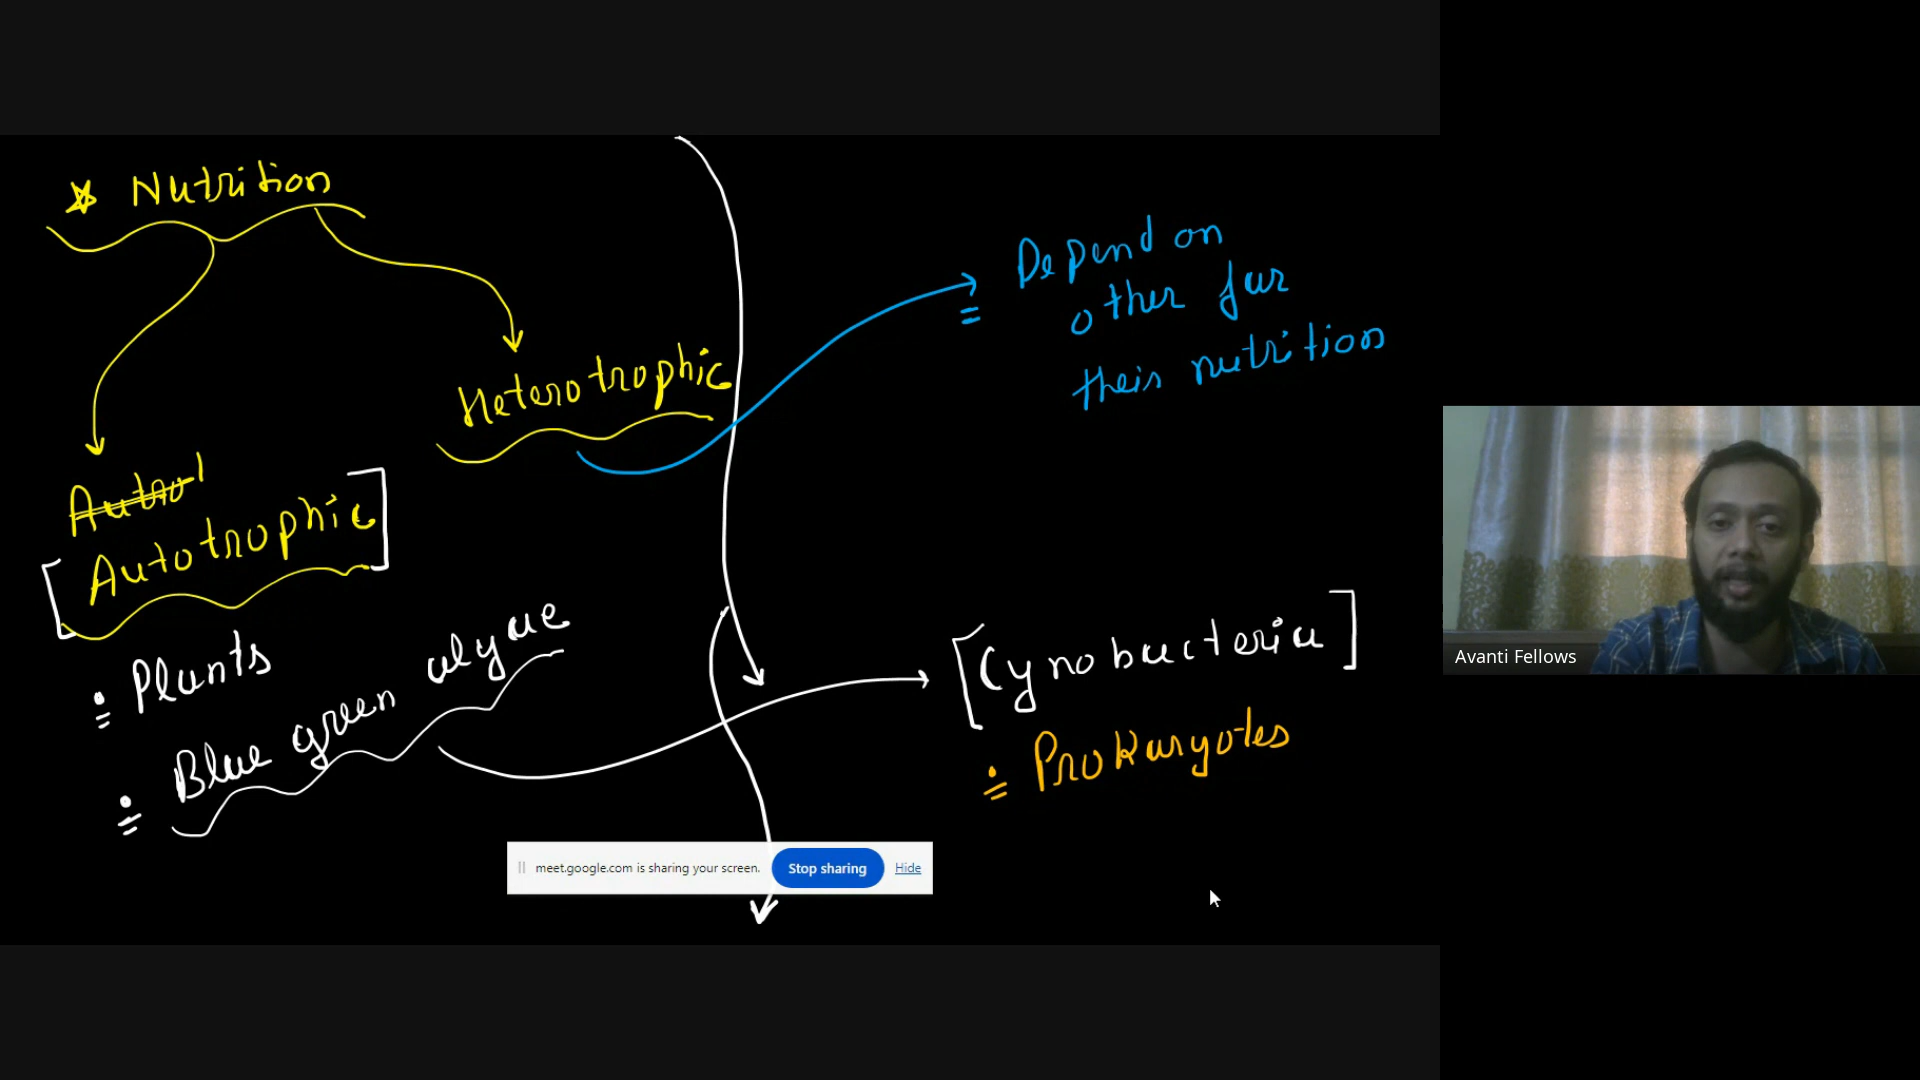 Nutrition
Heterotrophic
Autotrophic
Plants
Blue green algae
Depend on
other for
their nutrition
[Cynobacteria]
Prokaryotes
meet.google.com is sharing your screen. Stop sharing Hide
Avanti Fellows